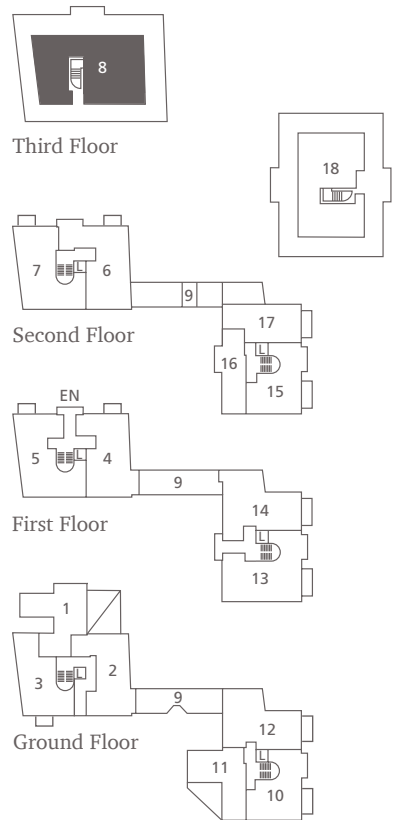 8
Third Floor
18
7 L 6
9
Second Floor
17
16 L
15
EN
5 L 4
9
First Floor
14
L
13
1
3 L 2
9
Ground Floor
12
11 L
10